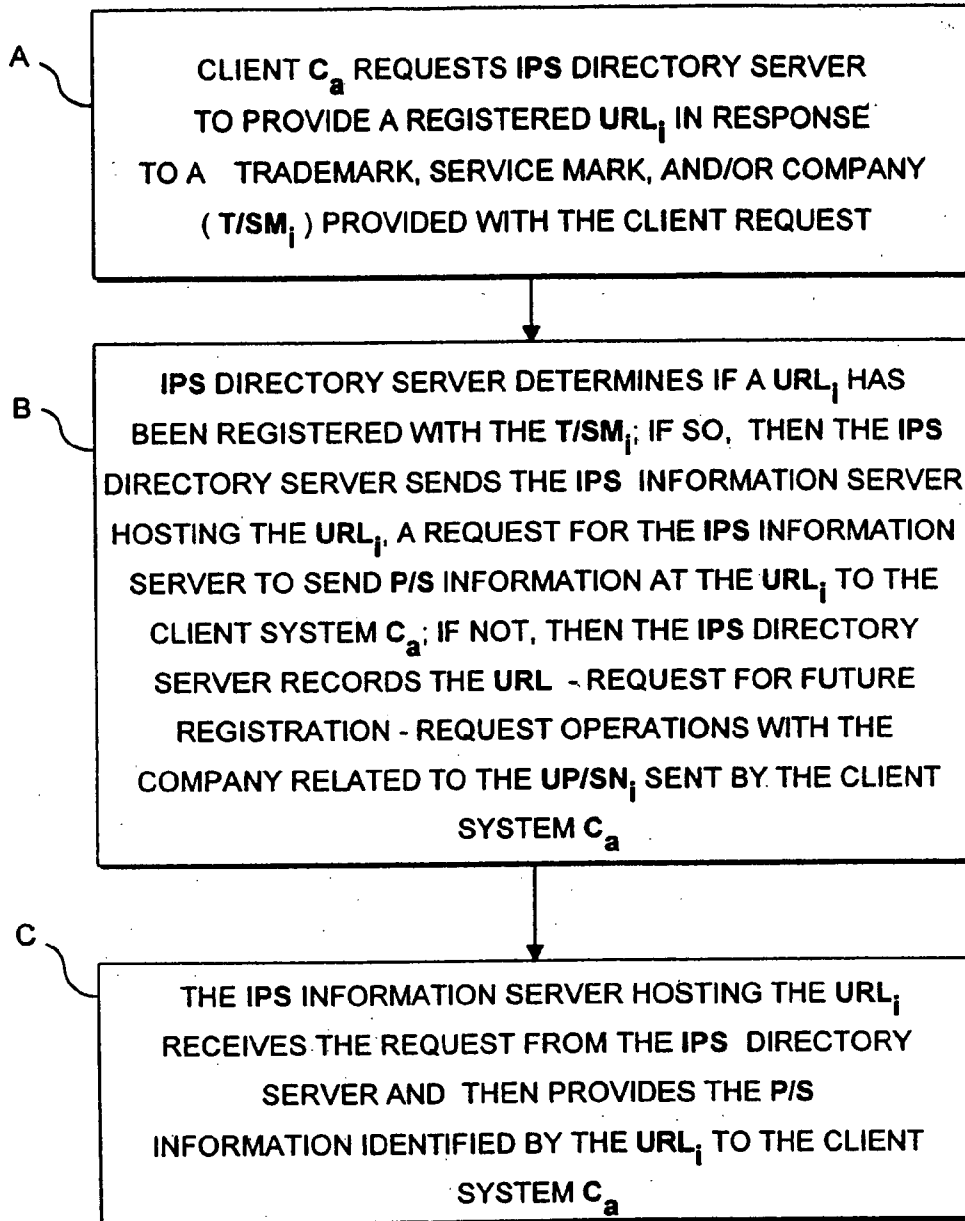 A
CLIENT Ca REQUESTS IPS DIRECTORY SERVER
TO PROVIDE A REGISTERED URLi IN RESPONSE
TO A TRADEMARK, SERVICE MARK, AND/OR COMPANY
( T/SMi ) PROVIDED WITH THE CLIENT REQUEST
B
IPS DIRECTORY SERVER DETERMINES IF A URLi HAS
BEEN REGISTERED WITH THE T/SMi; IF SO, THEN THE IPS
DIRECTORY SERVER SENDS THE IPS INFORMATION SERVER
HOSTING THE URLi, A REQUEST FOR THE IPS INFORMATION
SERVER TO SEND P/S INFORMATION AT THE URLi TO THE
CLIENT SYSTEM Ca; IF NOT, THEN THE IPS DIRECTORY
SERVER RECORDS THE URL - REQUEST FOR FUTURE
REGISTRATION - REQUEST OPERATIONS WITH THE
COMPANY RELATED TO THE UP/SNi SENT BY THE CLIENT
SYSTEM Ca
C
THE IPS INFORMATION SERVER HOSTING THE URLi
RECEIVES THE REQUEST FROM THE IPS DIRECTORY
SERVER AND THEN PROVIDES THE P/S
INFORMATION IDENTIFIED BY THE URLi TO THE CLIENT
SYSTEM Ca